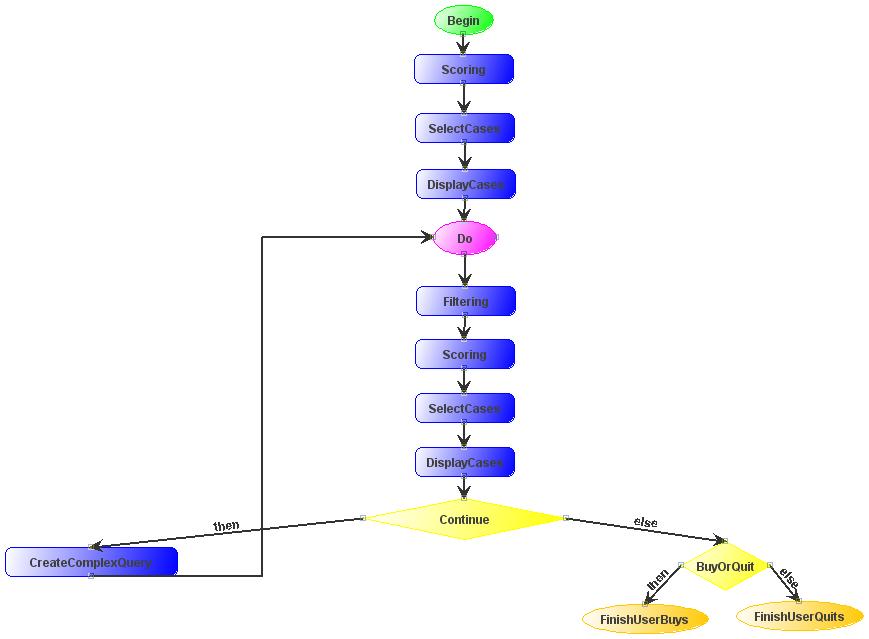 Begin
Scoring
SelectCases
DisplayCases
Do
Filtering
Scoring
SelectCases
DisplayCases
Continue
then
else
CreateComplexQuery
BuyOrQuit
then
else
FinishUserBuys
FinishUserQuits